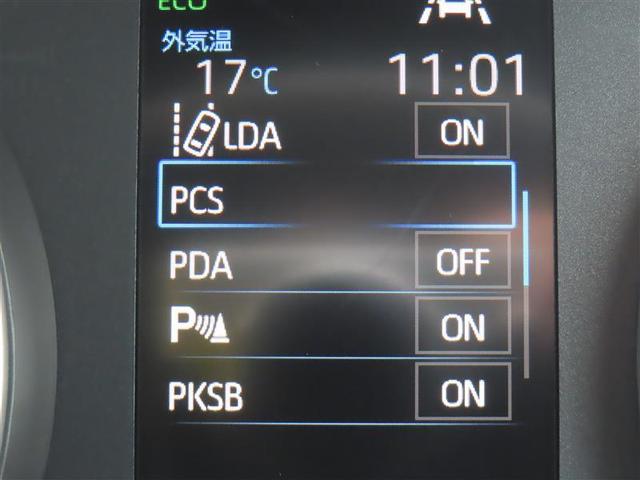 ECO
外気温
17℃ 11:01
LDA ON
PCS
PDA OFF
P ON
PKSB ON